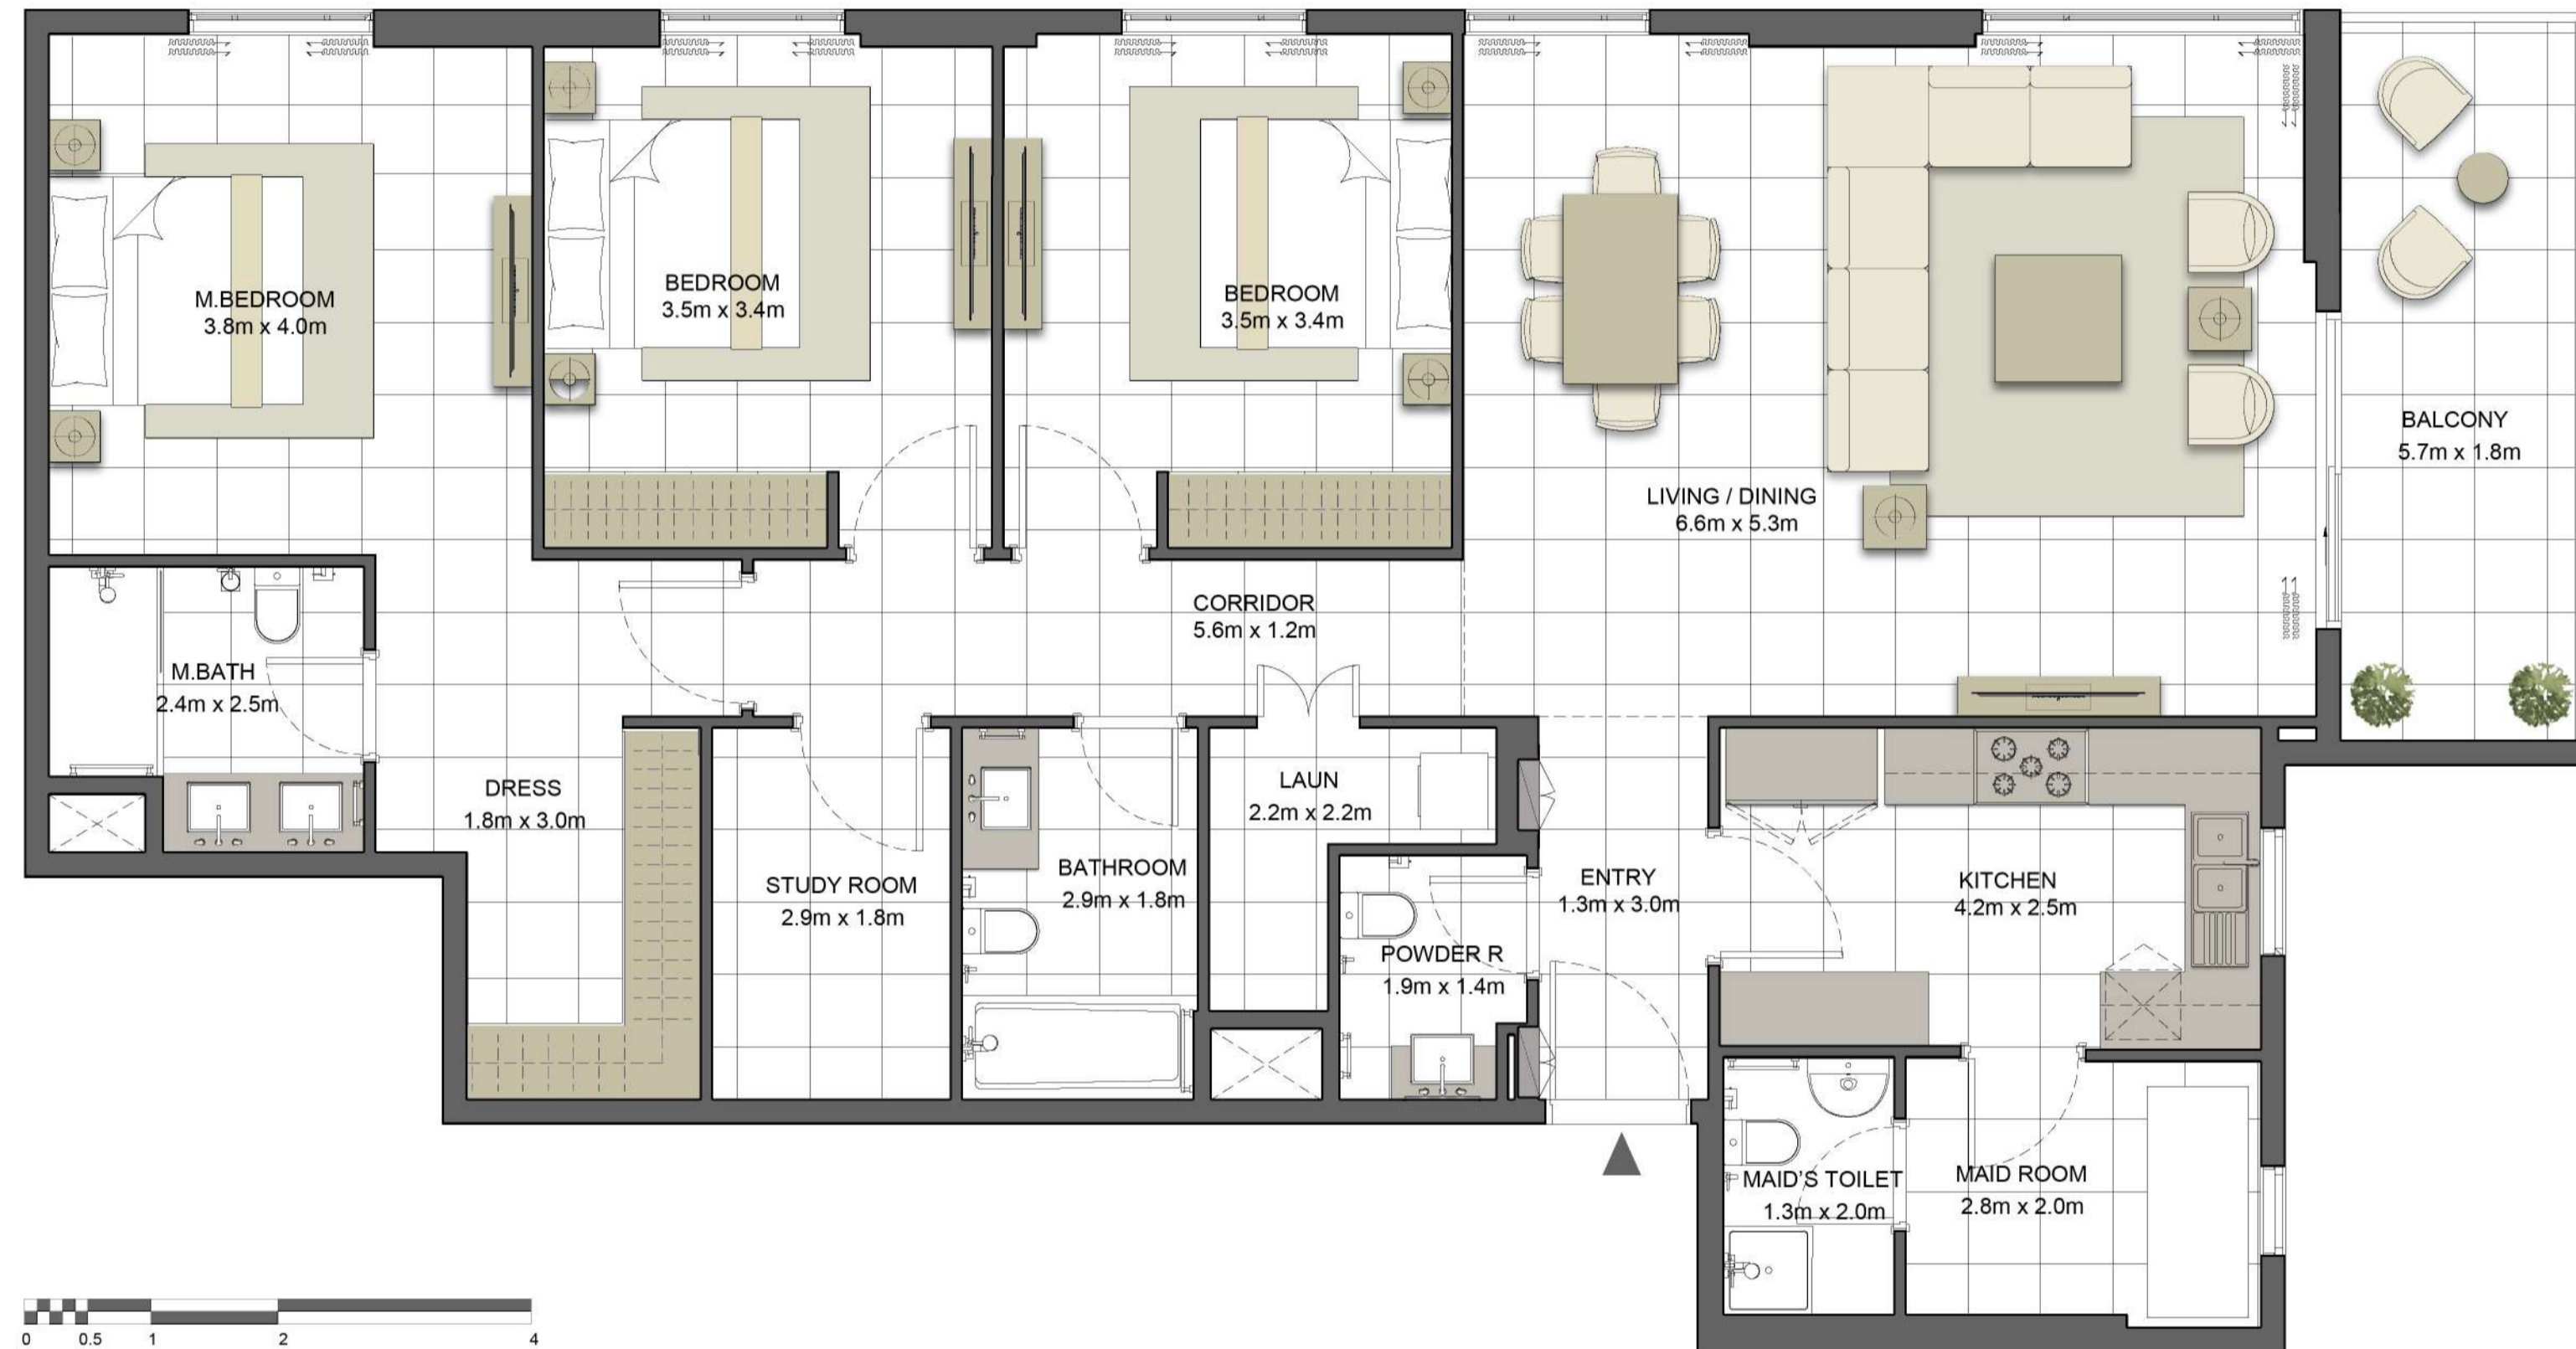 M.BEDROOM
3.8m x 4.0m
BEDROOM
3.5m x 3.4m
BEDROOM
3.5m x 3.4m
LIVING / DINING
6.6m x 5.3m
BALCONY
5.7m x 1.8m
CORRIDOR
5.6m x 1.2m
M.BATH
2.4m x 2.5m
DRESS
1.8m x 3.0m
STUDY ROOM
2.9m x 1.8m
BATHROOM
2.9m x 1.8m
LAUN
2.2m x 2.2m
POWDER R
1.9m x 1.4m
ENTRY
1.3m x 3.0m
KITCHEN
4.2m x 2.5m
MAID'S TOILET
1.3m x 2.0m
MAID ROOM
2.8m x 2.0m
0 0.5 1 2 4